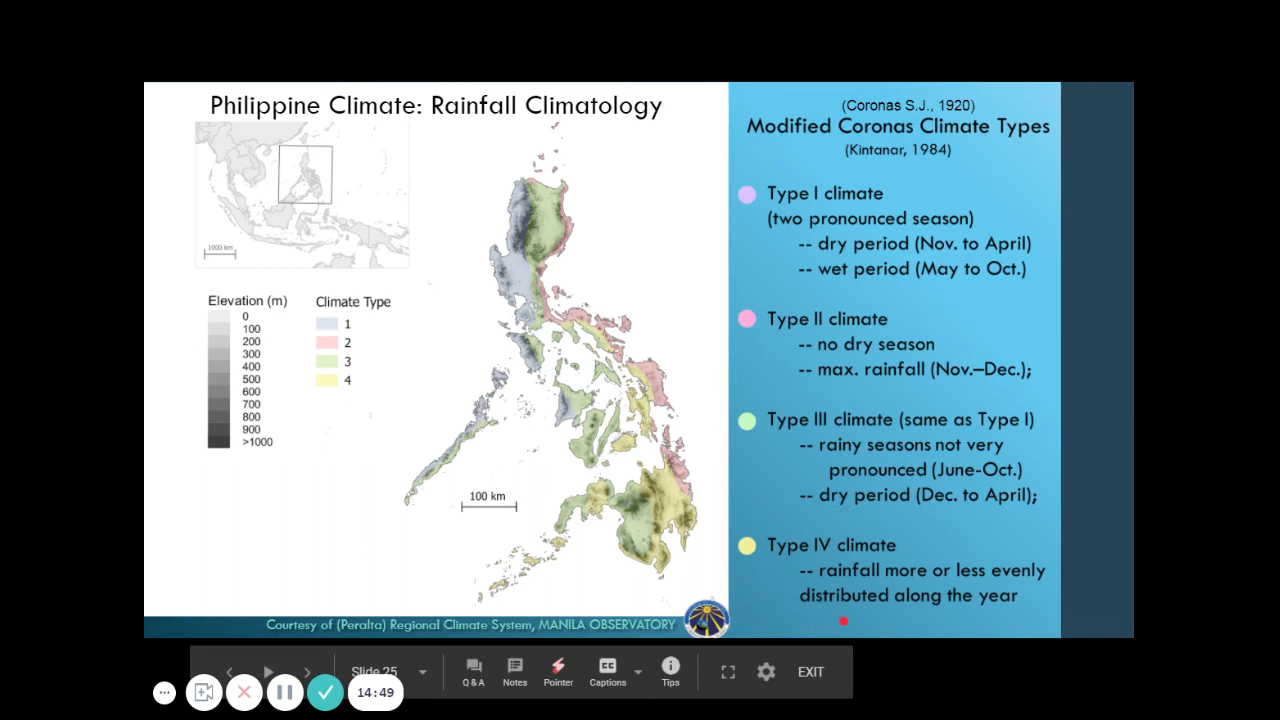 Philippine Climate: Rainfall Climatology
1000 km
Elevation (m)
0
100
200
300
400
500
600
700
800
900
>1000
Climate Type
1
2
3
4
100 km
Courtesy of (Peralta) Regional Climate System, MANILA OBSERVATORY
(Coronas S.J., 1920)
Modified Coronas Climate Types
(Kintanar, 1984)
Type I climate
(two pronounced season)
-- dry period (Nov. to April)
-- wet period (May to Oct.)
Type II climate
-- no dry season
-- max. rainfall (Nov.–Dec.);
Type III climate (same as Type I)
-- rainy seasons not very
pronounced (June-Oct.)
-- dry period (Dec. to April);
Type IV climate
-- rainfall more or less evenly
distributed along the year
Slide 25
Q & A
Notes
Pointer
CC
Captions
Tips
EXIT
14:49